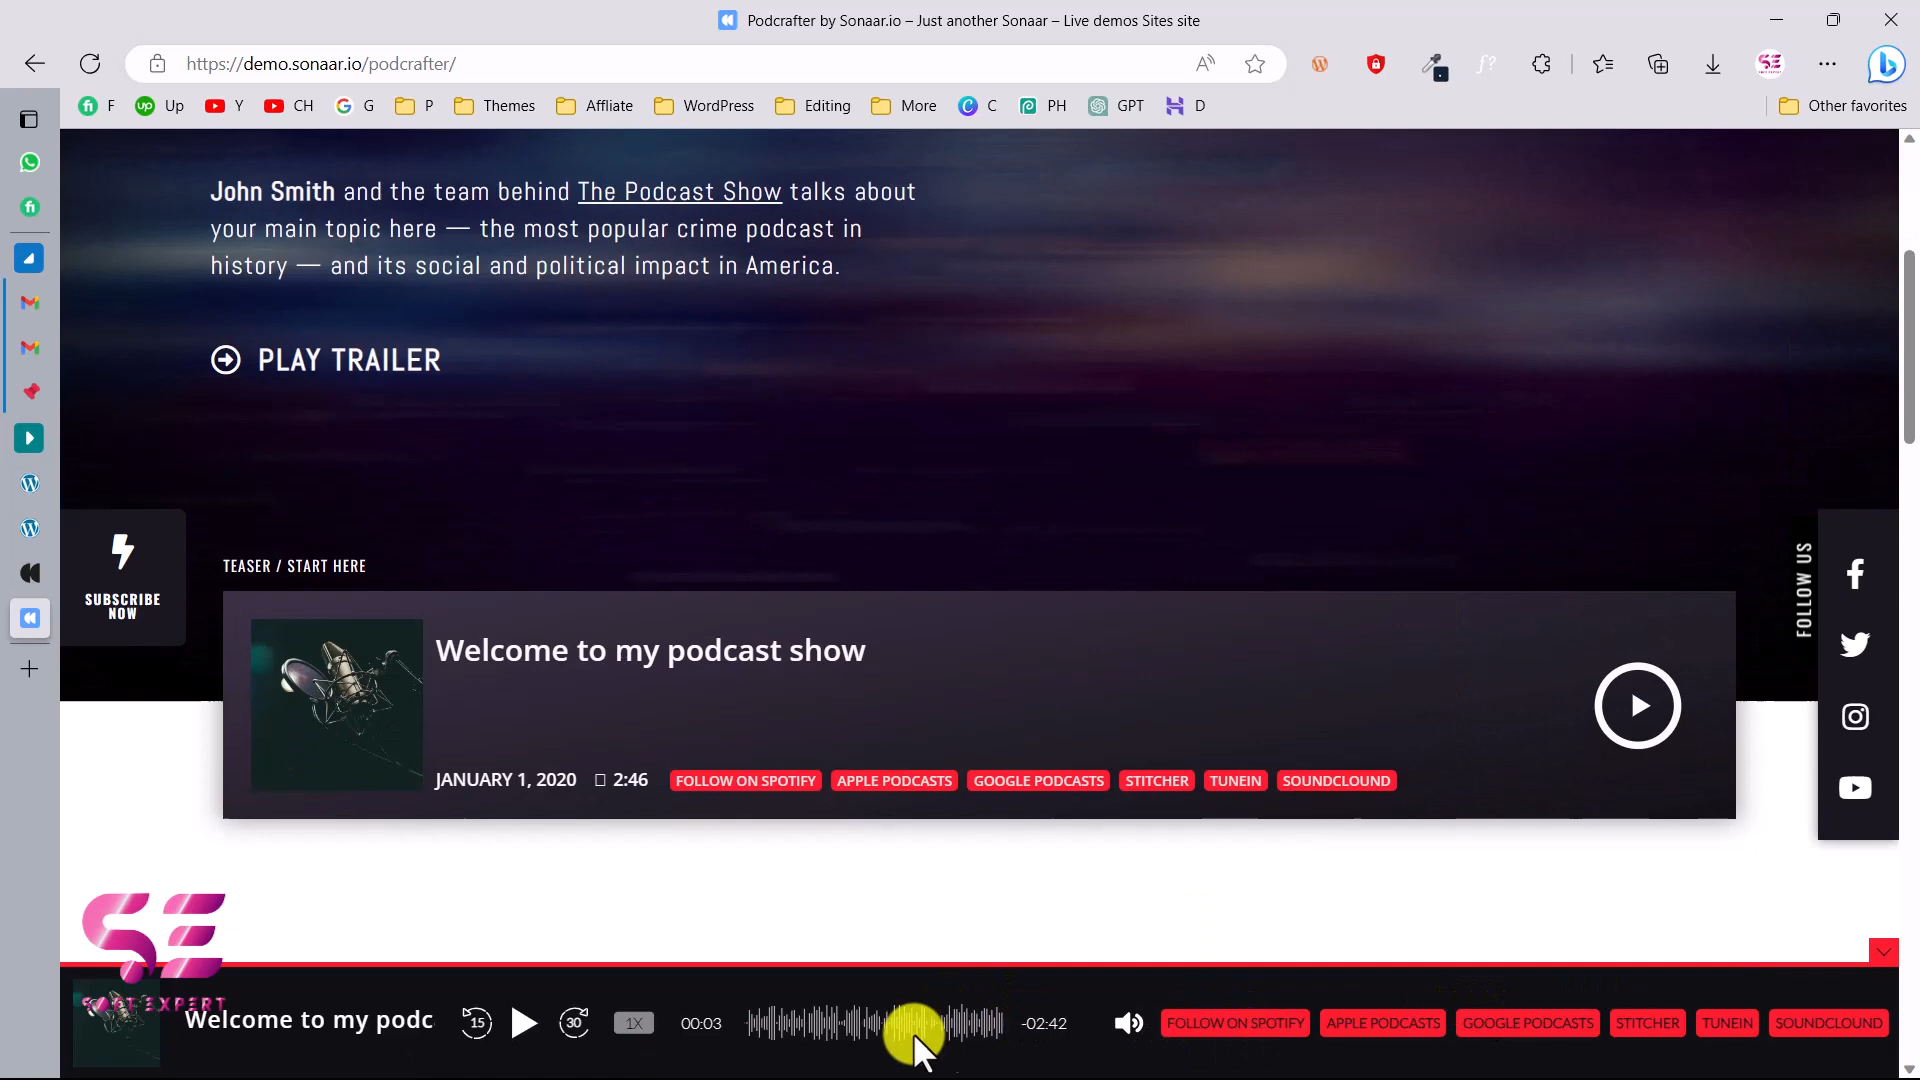 Podcrafter by Sonaar.io – Just another Sonaar – Live demos Sites site
https://demo.sonaar.io/podcrafter/
F Up Y CH G P Themes Affliate WordPress Editing More C PH GPT D Other favorites
John Smith and the team behind The Podcast Show talks about
your main topic here — the most popular crime podcast in
history — and its social and political impact in America.
PLAY TRAILER
SUBSCRIBE
NOW
TEASER / START HERE
FOLLOW US
Welcome to my podcast show
JANUARY 1, 2020 2:46 FOLLOW ON SPOTIFY APPLE PODCASTS GOOGLE PODCASTS STITCHER TUNEIN SOUNDCLOUND
SE
SOFT EXPERT
Welcome to my podc 15 30 1X 00:03 -02:42 FOLLOW ON SPOTIFY APPLE PODCASTS GOOGLE PODCASTS STITCHER TUNEIN SOUNDCLOUND